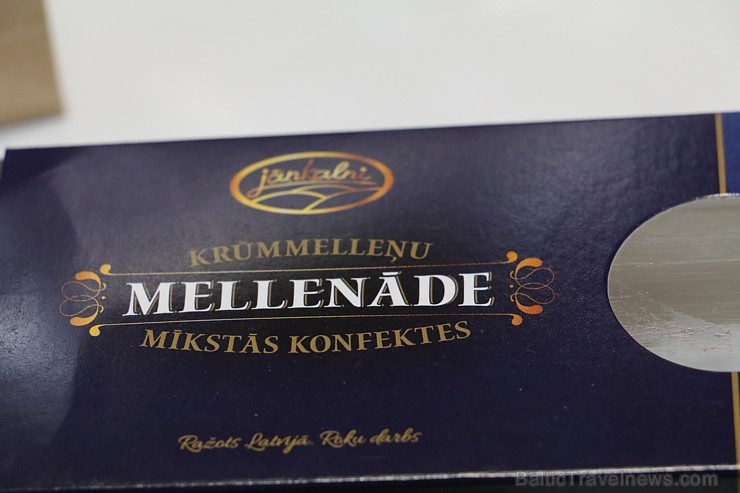 jānkalni
KRŪMMELLEŅU
MELLENĀDE
MĪKSTĀS KONFEKTES
Ražots Latvijā. Roku darbs
BalticTravelnews.com